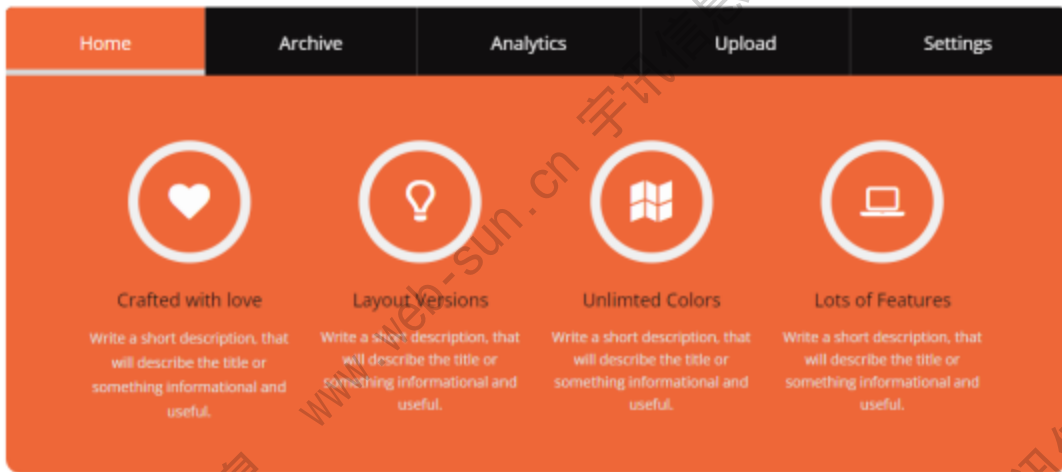 Home Archive Analytics Upload Settings
Crafted with love Layout Versions Unlimted Colors Lots of Features
Write a short description, that Write a short description, that Write a short description, that Write a short description, that
will describe the title or will describe the title or will describe the title or will describe the title or
something informational and something informational and something informational and something informational and
useful. useful. useful. useful.
www.web-sun.cn 宇讯信息